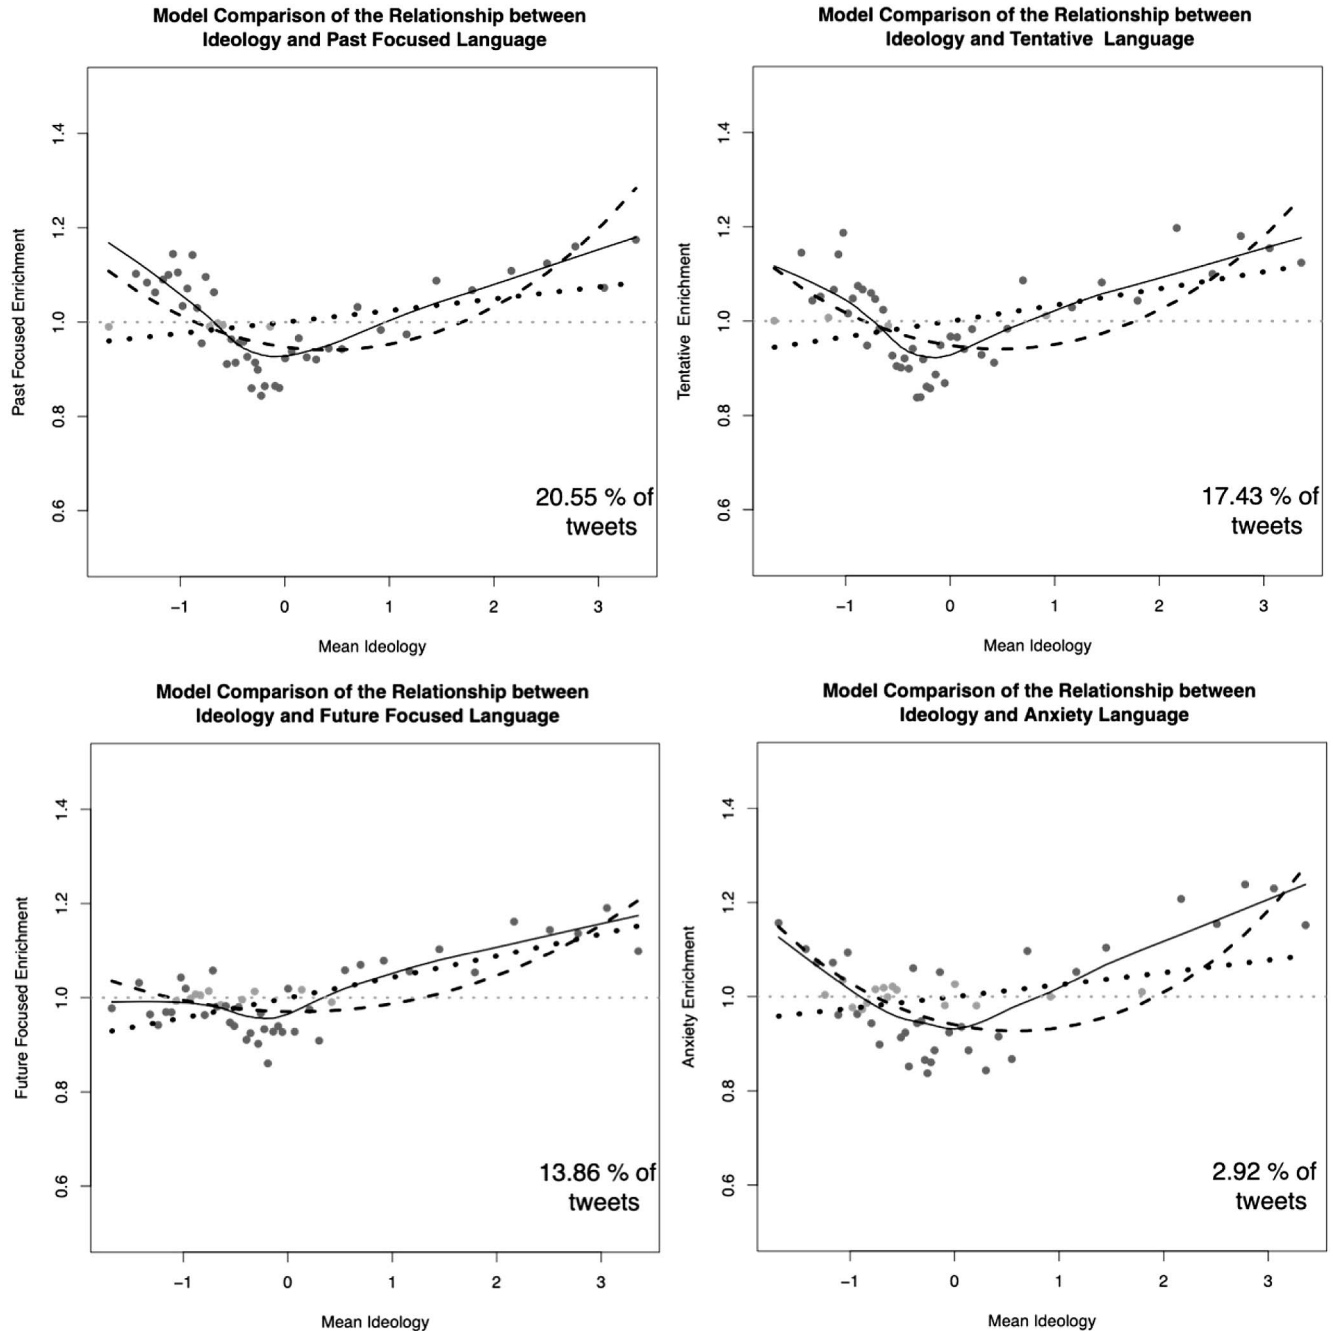 Model Comparison of the Relationship between
Ideology and Past Focused Language
Past Focused Enrichment
1.4
1.2
1.0
0.8
0.6
20.55 % of
tweets
−1 0 1 2 3
Mean Ideology
Model Comparison of the Relationship between
Ideology and Tentative Language
Tentative Enrichment
1.4
1.2
1.0
0.8
0.6
17.43 % of
tweets
−1 0 1 2 3
Mean Ideology
Model Comparison of the Relationship between
Ideology and Future Focused Language
Future Focused Enrichment
1.4
1.2
1.0
0.8
0.6
13.86 % of
tweets
−1 0 1 2 3
Mean Ideology
Model Comparison of the Relationship between
Ideology and Anxiety Language
Anxiety Enrichment
1.4
1.2
1.0
0.8
0.6
2.92 % of
tweets
−1 0 1 2 3
Mean Ideology